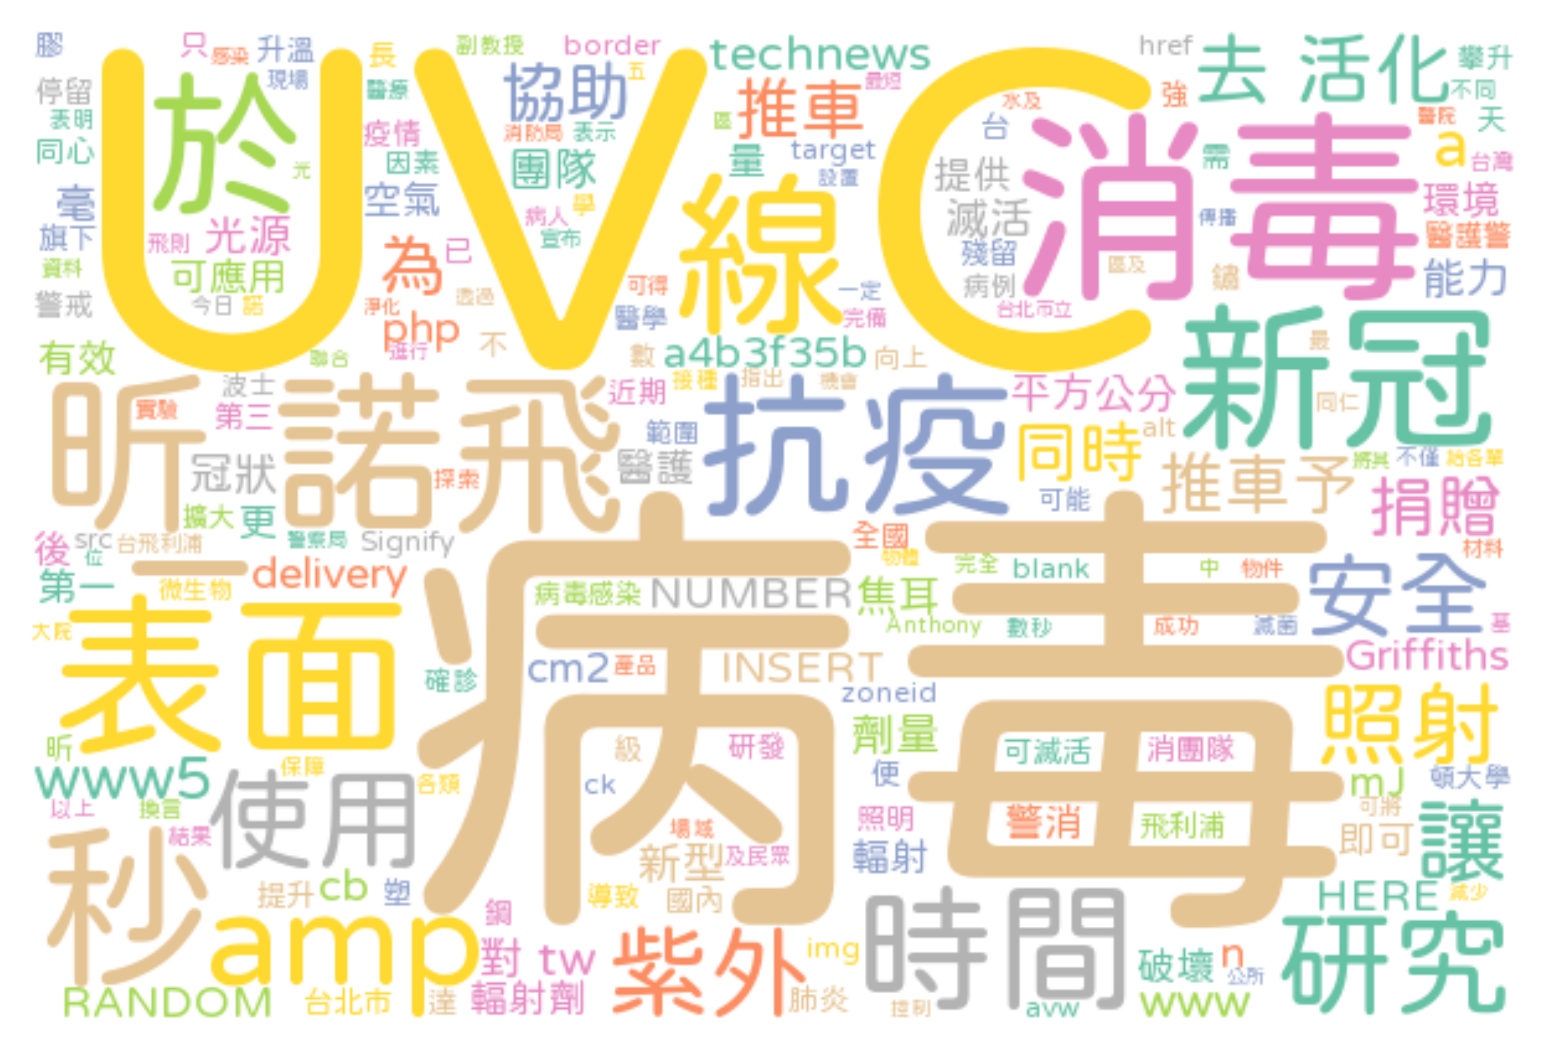 膠 只 感染 升溫 長 副教授 border technews href 去 活化 攀升
停留 現場 醫療 協助 五 推車 最短 水及 強 不同
表明 於 UVC 疫情 消防局 表示 區 台 醫院 天
同心 光 因素 團隊 量 target 提供 消毒 需 a 台灣
毫 空氣 病人 學 設置 線 滅活 傳播 環境
旗下 飛則 光源 為 已 宣布 殘留 區及 醫護警
資料 可應用 可得 一定 病例 鏽 能力
警戒 今日 諾 淨化 透過 醫學 完備 台北市立
php 新冠
有效 聯合 進行 不 數 a4b3f35b 向上 最
昕諾飛 波士 近期 接種 指出 機會 抗疫 平方公分 同仁
實驗 第三 範圍 同時 alt
冠狀 探索 醫護 推車予 將其 不僅 給各單
擴大 更 可能 捐贈
後 src 台飛利浦 警察局 Signify 全國 材料
位 物體
第一 一 微生物 delivery 病毒感染 NUMBER 焦耳 完全 blank 中 物件 安全
大院 表面 病毒 Anthony 數秒 成功 滅菌 基
確診 cm2 產品 INSERT Griffiths
zoneid 照射
昕 級 研發 劑量 可滅活 消團隊
www5 保障 各類 ck 便 mJ 頓大學
以上 換言 使用 照明 警消 飛利浦 可將
秒 結果 場域 即可 讓
新型 及民眾 輻射
提升 cb 塑 導致 國內 HERE 減少
amp 鋼 時間 研究
對 tw 紫外 img 破壞 n 公所
RANDOM 台北市 達 輻射劑 肺炎 控制 avw www